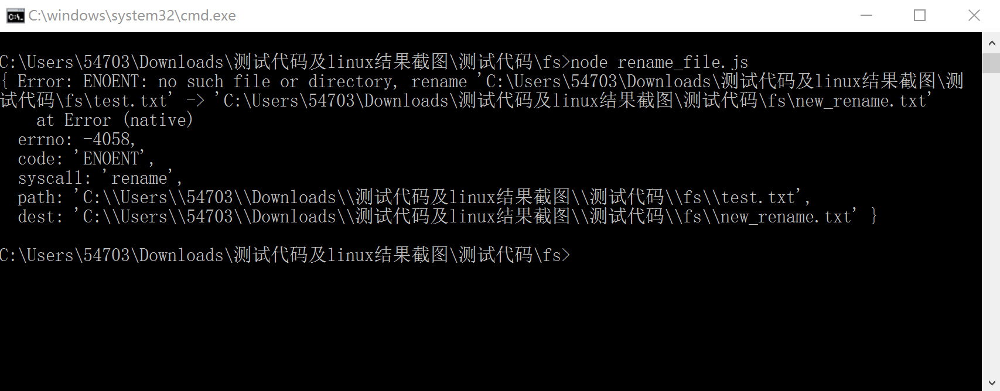 C:\windows\system32\cmd.exe
C:\Users\54703\Downloads\测试代码及linux结果截图\测试代码\fs>node rename_file.js
{ Error: ENOENT: no such file or directory, rename 'C:\Users\54703\Downloads\测试代码及linux结果截图\测
试代码\fs\test.txt' -> 'C:\Users\54703\Downloads\测试代码及linux结果截图\测试代码\fs\new_rename.txt'
    at Error (native)
  errno: -4058,
  code: 'ENOENT',
  syscall: 'rename',
  path: 'C:\\Users\\54703\\Downloads\\测试代码及linux结果截图\\测试代码\\fs\\test.txt',
  dest: 'C:\\Users\\54703\\Downloads\\测试代码及linux结果截图\\测试代码\\fs\\new_rename.txt' }
C:\Users\54703\Downloads\测试代码及linux结果截图\测试代码\fs>